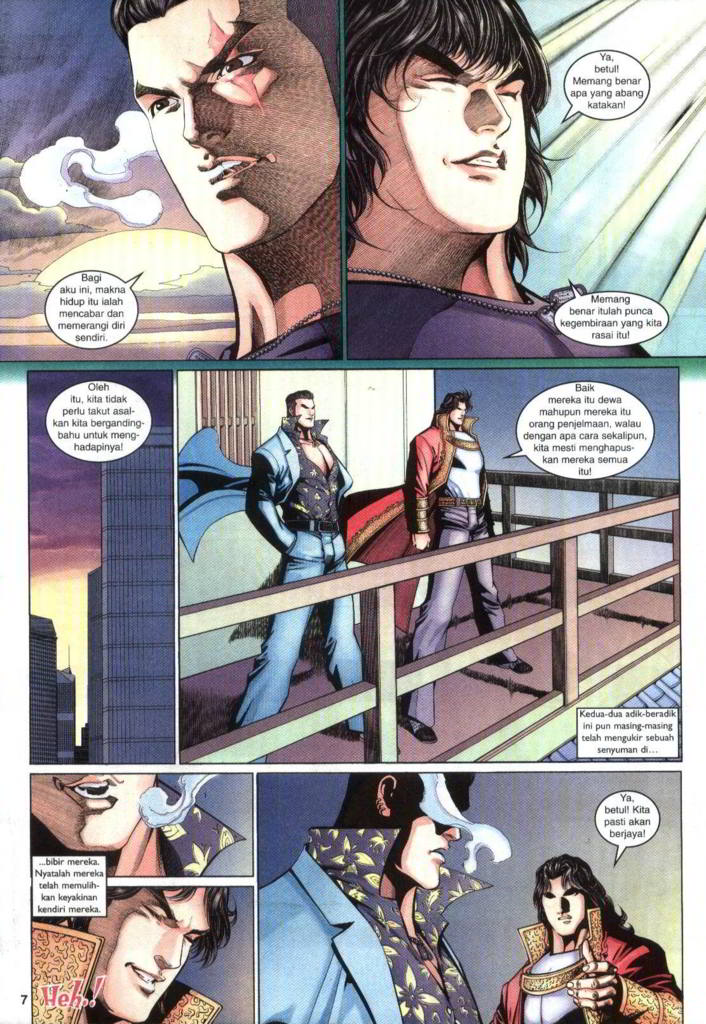 Bagi
aku ini, makna
hidup itu ialah
mencabar dan
memerangi diri
sendiri.
Ya,
betul!
Memang benar
apa yang abang
katakan!
Memang
benar itulah punca
kegembiraan yang kita
rasai itu!
Oleh
itu, kita tidak
perlu takut asal-
kan kita berganding-
bahu untuk meng-
hadapinya!
Baik
mereka itu dewa
mahupun mereka itu
orang penjelmaan, walau
dengan apa cara sekalipun,
kita mesti menghapus-
kan mereka semua
itu!
Kedua-dua adik-beradik
ini pun masing-masing
telah mengukir sebuah
senyuman di...
...bibir mereka.
Nyatalah mereka
telah memulih-
kan keyakinan
kendiri mereka.
Heh..!
Ya,
betul! Kita
pasti akan
berjaya!
7